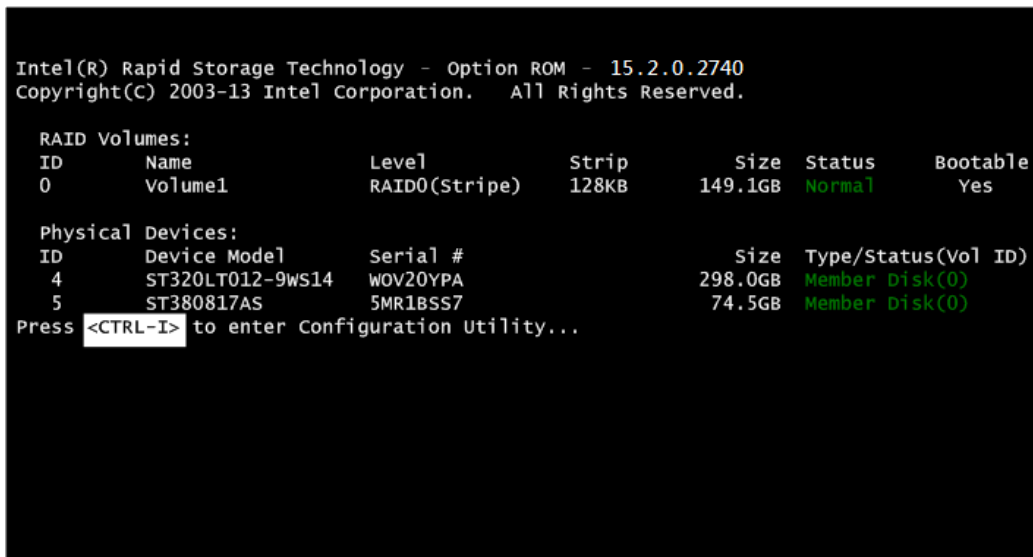 Intel(R) Rapid Storage Technology - Option ROM - 15.2.0.2740
Copyright(C) 2003-13 Intel Corporation. All Rights Reserved.
RAID Volumes:
ID Name Level Strip Size Status Bootable
0 Volume1 RAID0(Stripe) 128KB 149.1GB Normal Yes
Physical Devices:
ID Device Model Serial # Size Type/Status(Vol ID)
4 ST320LT012-9WS14 WOV20YPA 298.0GB Member Disk(0)
5 ST380817AS 5MR1BSS7 74.5GB Member Disk(0)
Press <CTRL-I> to enter Configuration Utility...